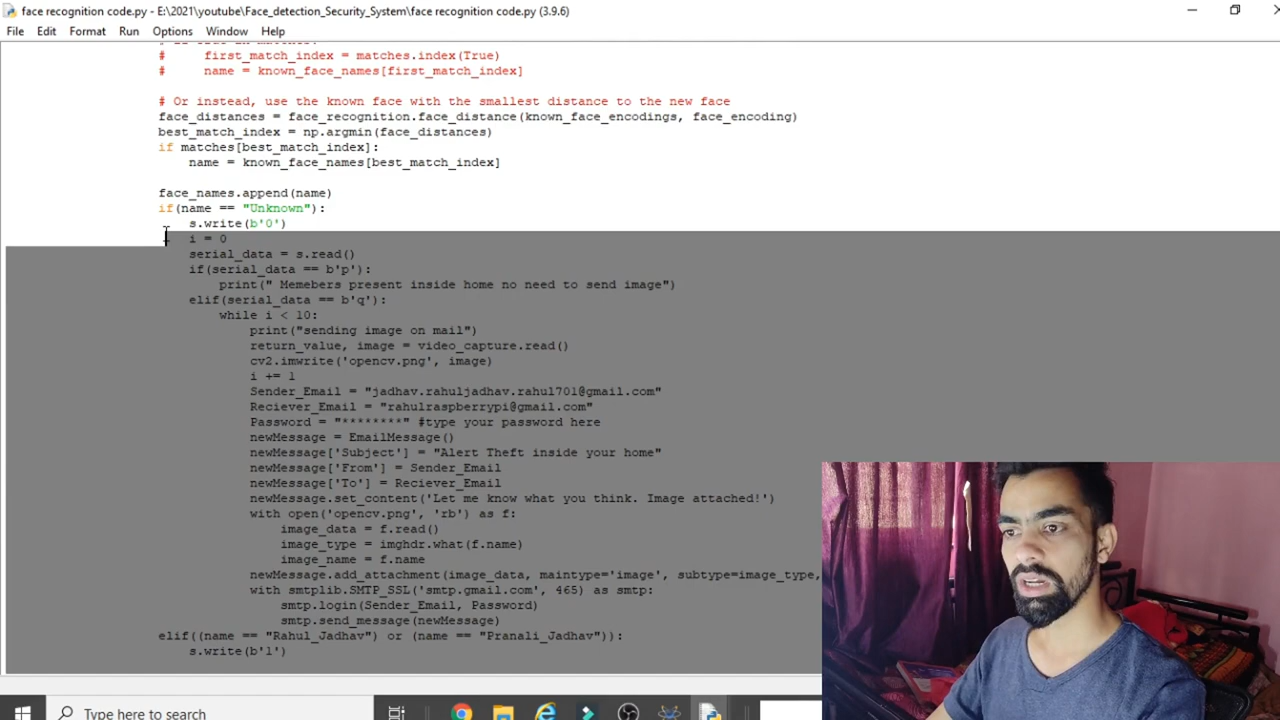 face recognition code.py - E:\2021\youtube\Face_detection_Security_System\face recognition code.py (3.9.6)
File Edit Format Run Options Window Help
# first_match_index = matches.index(True)
# name = known_face_names[first_match_index]
# Or instead, use the known face with the smallest distance to the new face
face_distances = face_recognition.face_distance(known_face_encodings, face_encoding)
best_match_index = np.argmin(face_distances)
if matches[best_match_index]:
name = known_face_names[best_match_index]
face_names.append(name)
if(name == "Unknown"):
s.write(b'0')
i = 0
serial_data = s.read()
if(serial_data == b'p'):
print(" Memebers present inside home no need to send image")
elif(serial_data == b'q'):
while i < 10:
print("sending image on mail")
return_value, image = video_capture.read()
cv2.imwrite('opencv.png', image)
i += 1
Sender_Email = "jadhav.rahuljadhav.rahul701@gmail.com"
Reciever_Email = "rahulraspberrypi@gmail.com"
Password = "********" #type your password here
newMessage = EmailMessage()
newMessage['Subject'] = "Alert Theft inside your home"
newMessage['From'] = Sender_Email
newMessage['To'] = Reciever_Email
newMessage.set_content('Let me know what you think. Image attached!')
with open('opencv.png', 'rb') as f:
image_data = f.read()
image_type = imghdr.what(f.name)
image_name = f.name
newMessage.add_attachment(image_data, maintype='image', subtype=image_type,
with smtplib.SMTP_SSL('smtp.gmail.com', 465) as smtp:
smtp.login(Sender_Email, Password)
smtp.send_message(newMessage)
elif((name == "Rahul_Jadhav") or (name == "Pranali_Jadhav")):
s.write(b'1')
Type here to search